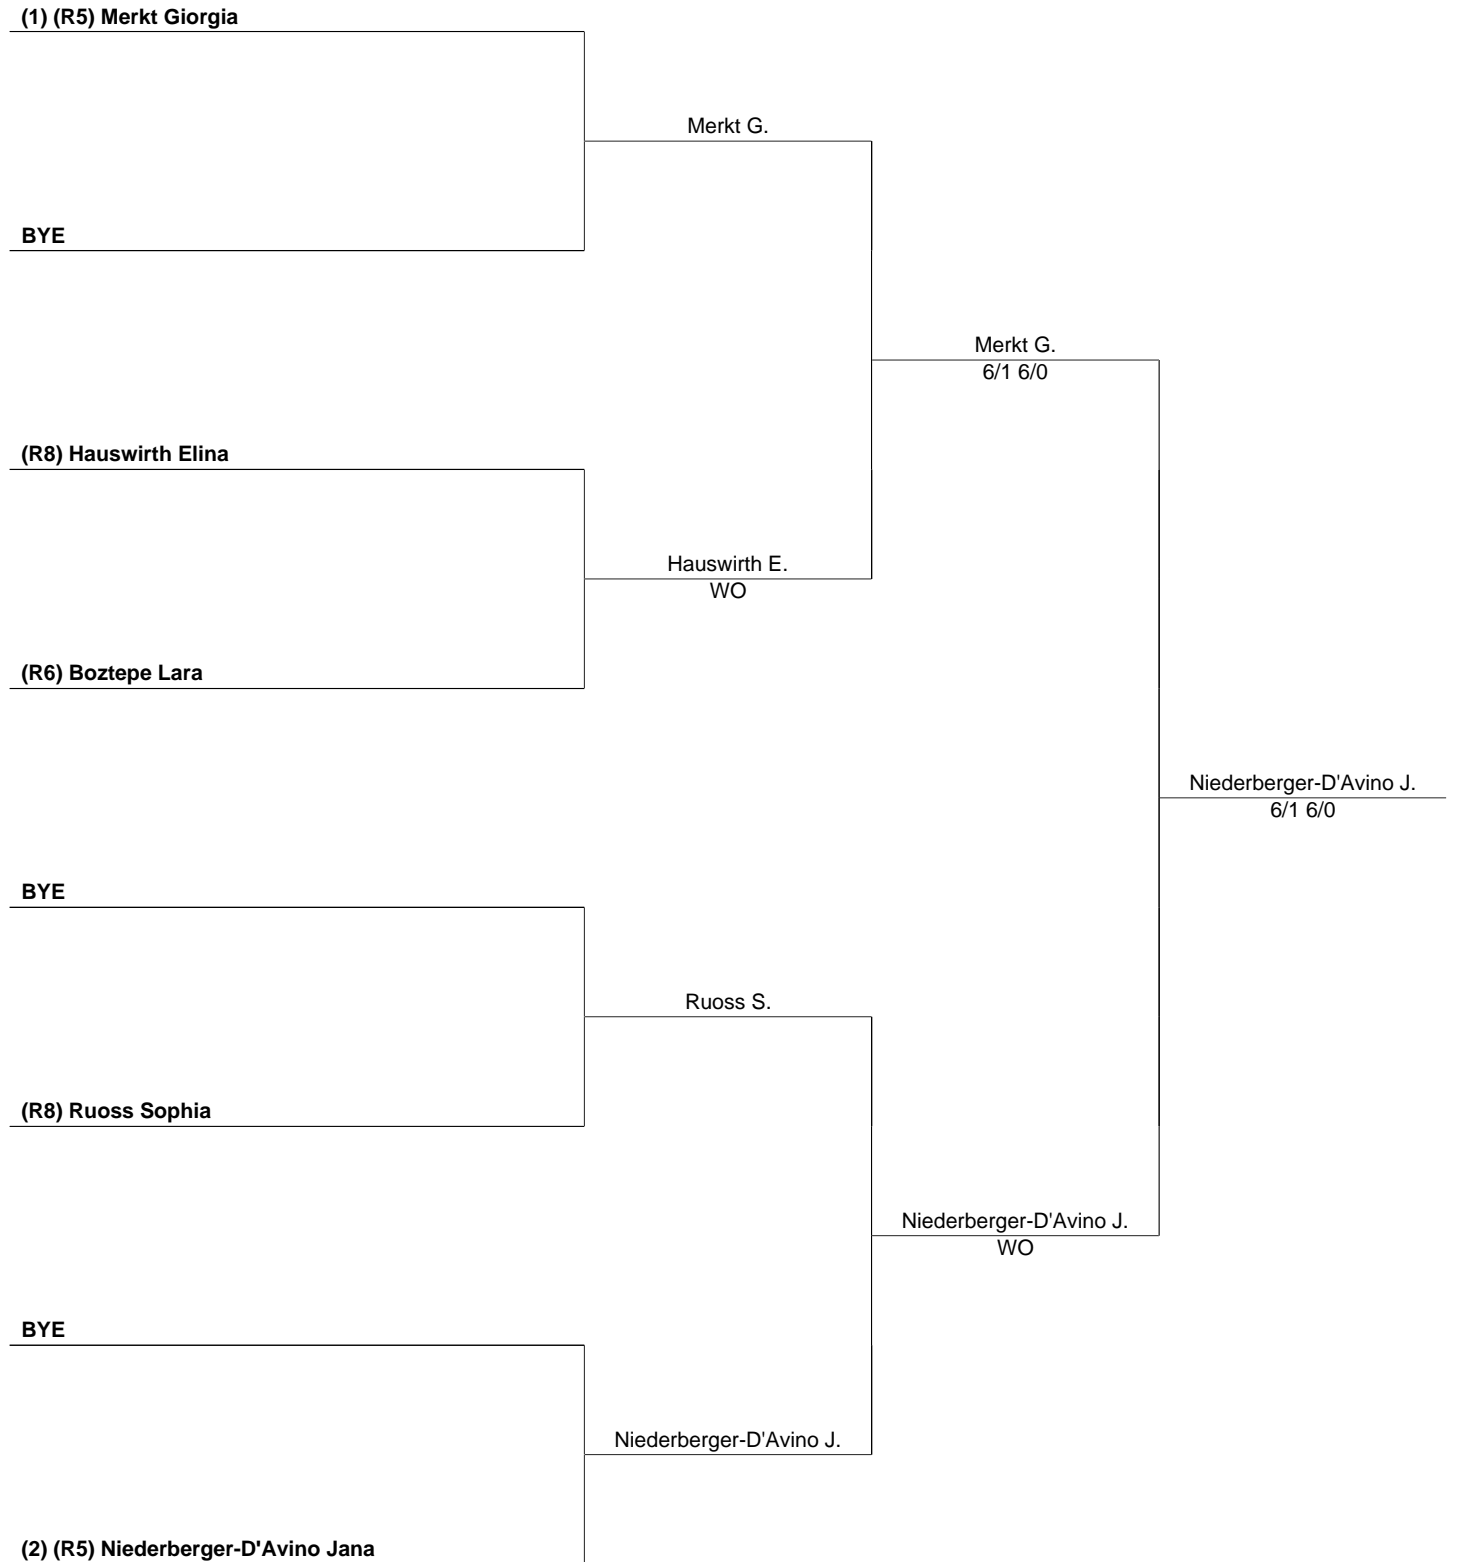 (1) (R5) Merkt Giorgia
Merkt G.
BYE
Merkt G.
6/1 6/0
(R8) Hauswirth Elina
Hauswirth E.
WO
(R6) Boztepe Lara
Niederberger-D'Avino J.
6/1 6/0
BYE
Ruoss S.
(R8) Ruoss Sophia
Niederberger-D'Avino J.
WO
BYE
Niederberger-D'Avino J.
(2) (R5) Niederberger-D'Avino Jana